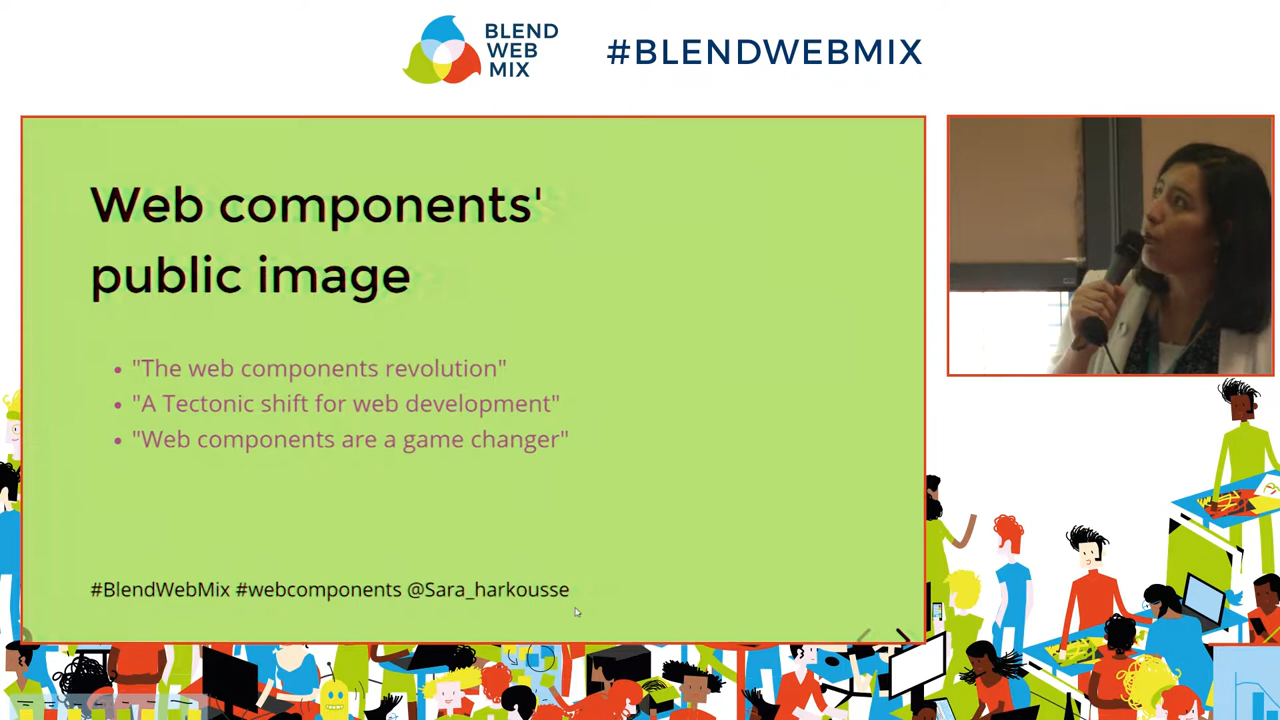 BLEND
WEB
MIX
#BLENDWEBMIX
Web components'
public image
• "The web components revolution"
• "A Tectonic shift for web development"
• "Web components are a game changer"
#BlendWebMix #webcomponents @Sara_harkousse